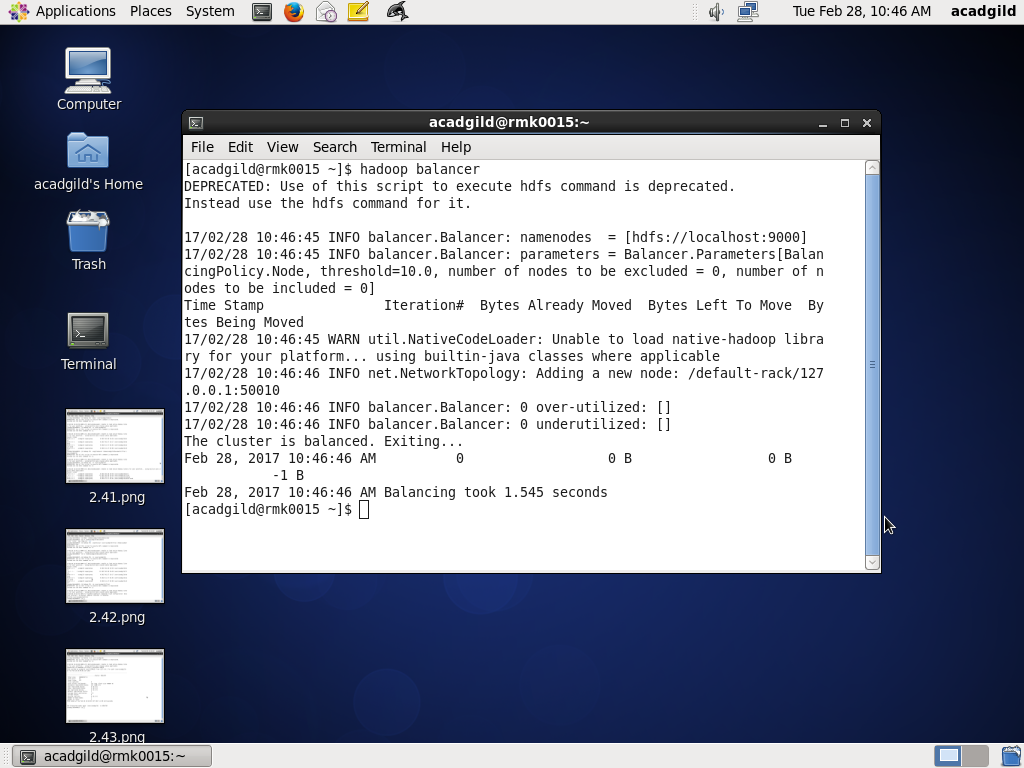 Applications Places System Tue Feb 28, 10:46 AM acadgild
Computer
acadgild's Home
Trash
Terminal
2.41.png
2.42.png
2.43.png
acadgild@rmk0015:~
File Edit View Search Terminal Help
[acadgild@rmk0015 ~]$ hadoop balancer
DEPRECATED: Use of this script to execute hdfs command is deprecated.
Instead use the hdfs command for it.
17/02/28 10:46:45 INFO balancer.Balancer: namenodes  = [hdfs://localhost:9000]
17/02/28 10:46:45 INFO balancer.Balancer: parameters = Balancer.Parameters[Balan
cingPolicy.Node, threshold=10.0, number of nodes to be excluded = 0, number of n
odes to be included = 0]
Time Stamp               Iteration#  Bytes Already Moved  Bytes Left To Move  By
tes Being Moved
17/02/28 10:46:45 WARN util.NativeCodeLoader: Unable to load native-hadoop libra
ry for your platform... using builtin-java classes where applicable
17/02/28 10:46:46 INFO net.NetworkTopology: Adding a new node: /default-rack/127
.0.0.1:50010
17/02/28 10:46:46 INFO balancer.Balancer: 0 over-utilized: []
17/02/28 10:46:46 INFO balancer.Balancer: 0 underutilized: []
The cluster is balanced. Exiting...
Feb 28, 2017 10:46:46 AM          0                  0 B                 0 B
           -1 B
Feb 28, 2017 10:46:46 AM Balancing took 1.545 seconds
[acadgild@rmk0015 ~]$
acadgild@rmk0015:~